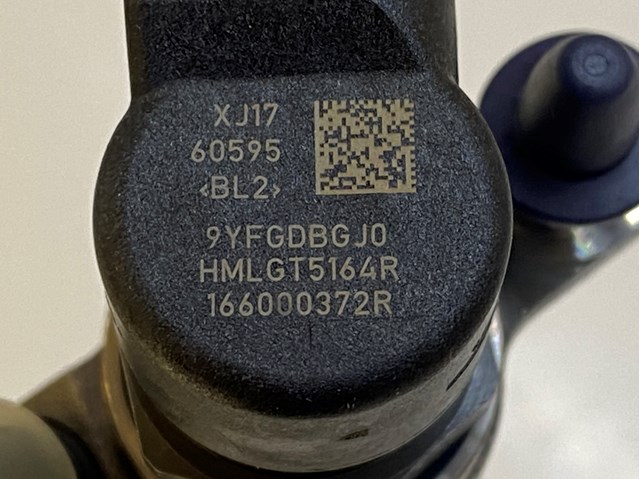 XJ17
60595
<BL2>
9YFGDBGJ0
HMLGT5164R
166000372R